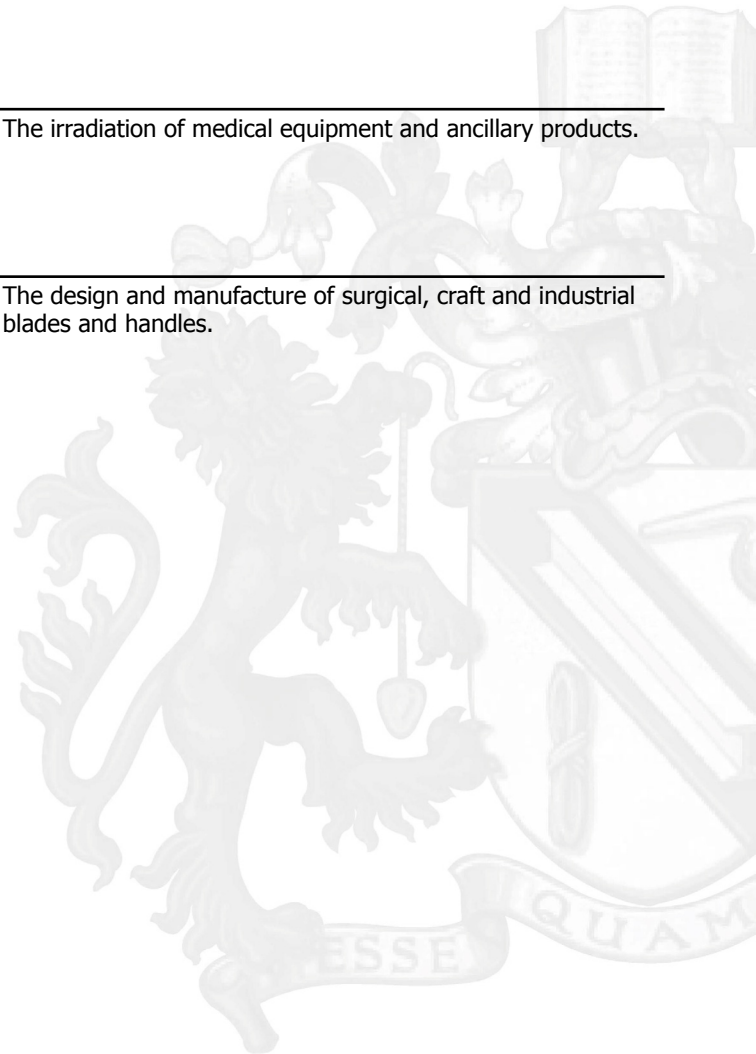 The irradiation of medical equipment and ancillary products.
The design and manufacture of surgical, craft and industrial
blades and handles.
ESSE
QUAM